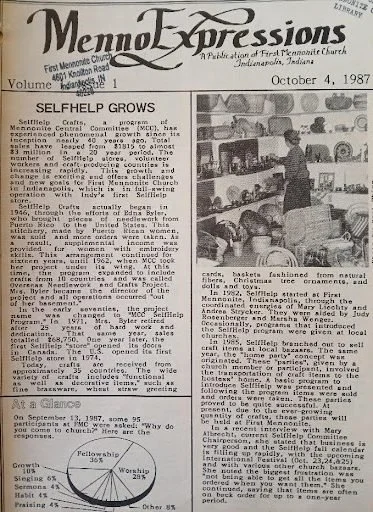 MENNONITE CH
LIBRARY
MennoExpressions
A Publication of First Mennonite Church
Indianapolis, Indiana
First Mennonite Church
4601 Knollton Road
Indianapolis, IN
46228
Volume 1
October 4, 1987
SELFHELP GROWS
SelfHelp Crafts, a program of
Mennonite Central Committee (MCC), has
experienced phenomenal growth since its
inception nearly 40 years ago. Total
sales have leaped from $1815 to almost
$3 million in a 20 year period. The
number of SelfHelp stores, volunteer
workers and craft-producing countries is
increasing rapidly. This growth and
change is exciting and offers challenges
and new goals for First Mennonite Church
in Indianapolis, which is in full-swing
operation with Indy's first SelfHelp
store.
SelfHelp Crafts actually began in
1946, through the efforts of Edna Byler,
who brought pieces of needlework from
Puerto Rico to the United States. This
stitchery, made by Puerto Rican women,
was sold after orders were taken. As
a result, supplemental income was
provided for women with embroidery
skills. This arrangement continued for
sixteen years, until 1962, when MCC took
her project under its wing. At this
time, the program expanded to include
crafts from 10 countries, and was named
Overseas Needlework and Crafts Project.
Mrs. Byler became the director of the
project and all operations occurred "out
of her basement."
In the early seventies, the project
name was changed to "MCC SelfHelp
Program," and Mrs. Byler retired
after 25 years of hard work and
dedication. That same year, sales
totalled $68,750. One year later, the
first SelfHelp "store" opened its doors
in Canada. The U.S. opened its first
SelfHelp store in 1974.
Today, crafts are received from
approximately 25 countries. The wide
variety of crafts includes useful items
as well as decorative items, such as
fine brassware, wheat straw greeting
cards, baskets fashioned from natural
fibers, Christmas tree ornaments, and
dolls and toys.
In 1982, SelfHelp started at First
Mennonite, Indianapolis, through the
coordinated energies of Mary Liechty and
Andrea Stryker. They were aided by Judy
Rosenberger and Marsha Wenger.
Occasionally, programs that introduced
the SelfHelp program were given at local
churches.
In 1985, SelfHelp branched out to sell
craft items at local bazaars. The same
year, the "home party" concept was
originated. These "parties", given by a
church member or participant, involved
the transportation of craft items to the
hostess' home. A basic program to
introduce SelfHelp was presented and
following the program items were sold
and orders were taken. These parties
proved to be quite successful. At
present, due to the ever-growing
quantity of crafts, these parties will
be held at First Mennonite.
In a recent interview with Mary
Albrecht, current SelfHelp Committee
Chairperson, she stated that business is
very good and the SelfHelp fall calendar
is filling up rapidly, with the upcoming
International Festival (Oct. 23,24,&25)
and with various other church bazaars.
She noted the biggest frustration was
"not being able to get all the items you
ordered when you want them." She
continued, saying that items are often
on back order for up to a one-year
period.
At a Glance
On September 13, 1987, some 95
participants at FMC were asked: "Why do
you come to church?" Here are the
responses.
Fellowship
36%
Growth
10%
Worship
28%
Singing 6%
Sermons 4%
Habit 4%
Praising 4%
Other 8%